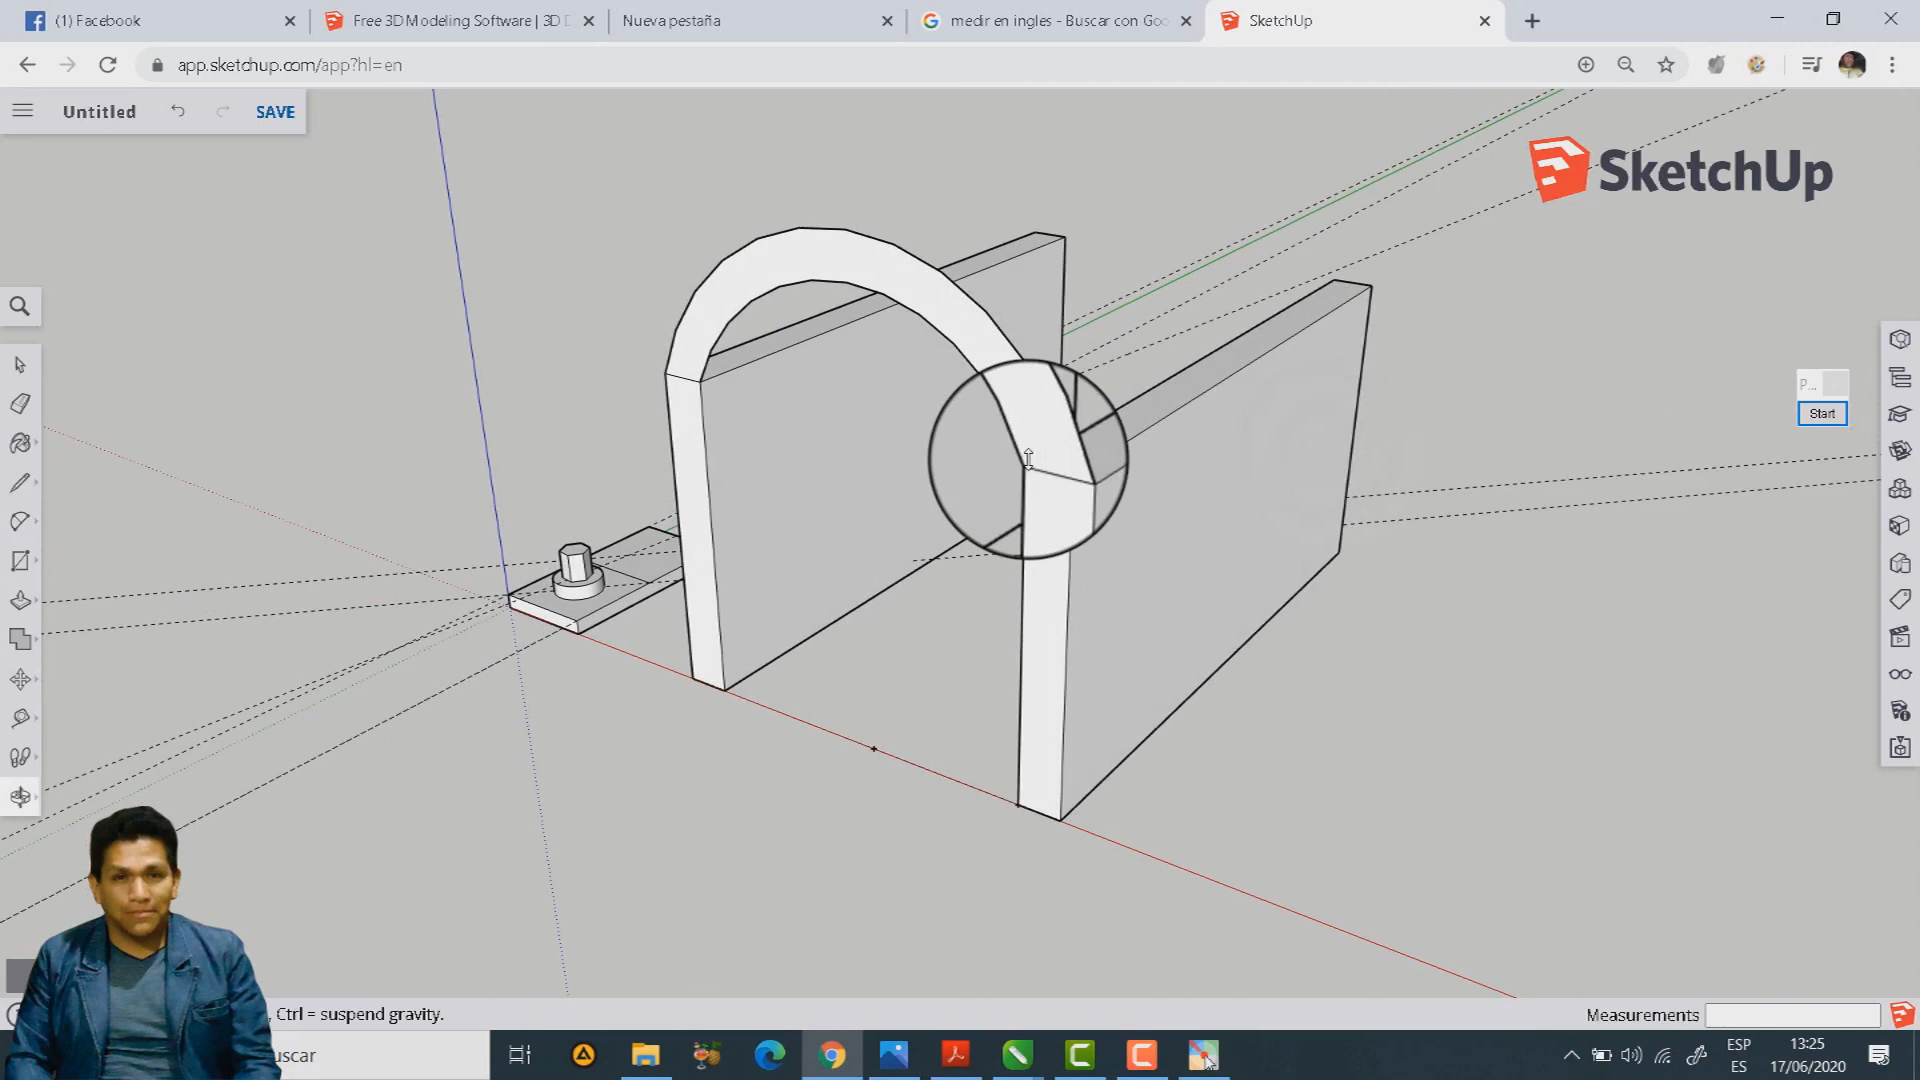 (1) Facebook
Free 3D Modeling Software | 3D D
Nueva pestaña
medir en ingles - Buscar con Goo
SketchUp
app.sketchup.com/app?hl=en
Untitled
SAVE
SketchUp
P...
Start
, Ctrl = suspend gravity.
Measurements
uscar
ESP
ES
13:25
17/06/2020